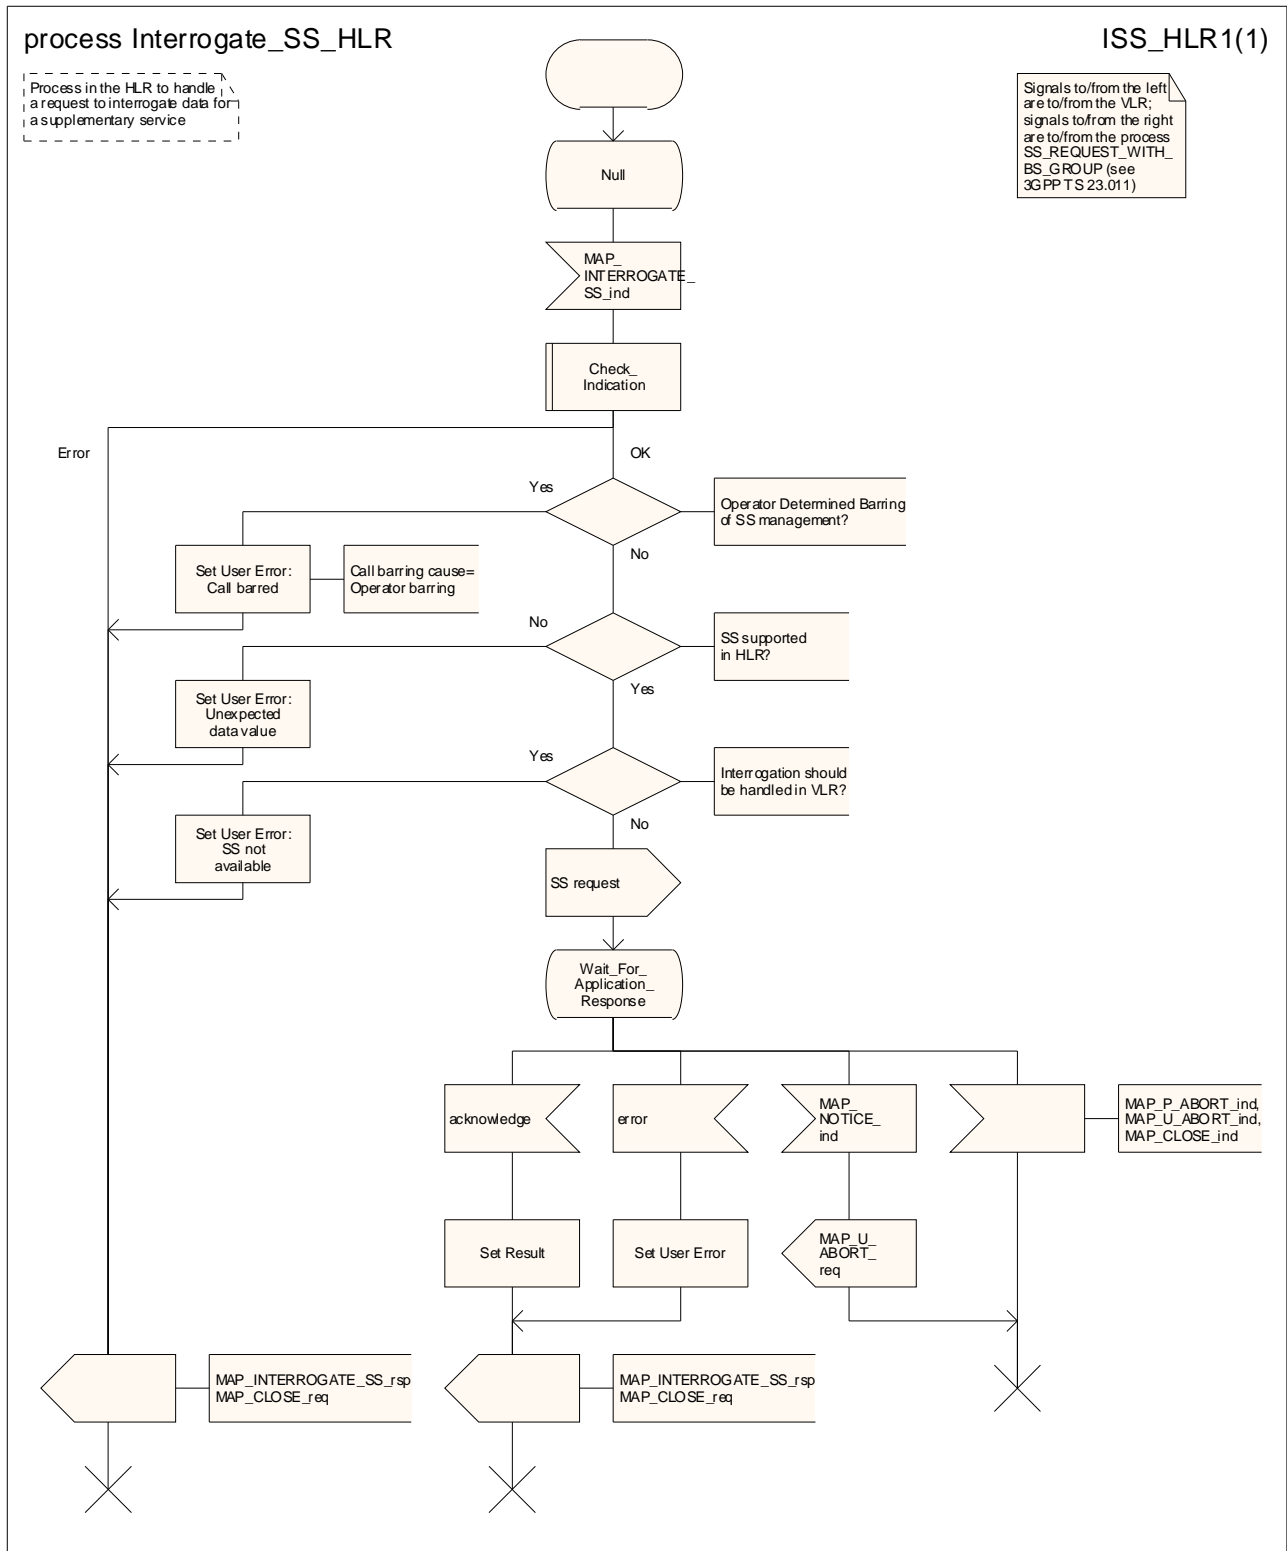 process Interrogate_SS_HLR
ISS_HLR1(1)
Process in the HLR to handle
a request to interrogate data for
a supplementary service
Signals to/from the left
are to/from the VLR;
signals to/from the right
are to/from the process
SS_REQUEST_WITH_
BS_GROUP (see
3GPP TS 23.011)
Null
MAP_
INTERROGATE_
SS_ind
Check_
Indication
Error
OK
Yes
Operator Determined Barring
of SS management?
No
Set User Error:
Call barred
Call barring cause=
Operator barring
No
SS supported
in HLR?
Yes
Set User Error:
Unexpected
data value
Yes
Interrogation should
be handled in VLR?
No
Set User Error:
SS not
available
SS request
Wait_For_
Application_
Response
acknowledge
error
MAP_
NOTICE_
ind
MAP_P_ABORT_ind,
MAP_U_ABORT_ind,
MAP_CLOSE_ind
Set Result
Set User Error
MAP_U_
ABORT_
req
MAP_INTERROGATE_SS_rsp
MAP_CLOSE_req
MAP_INTERROGATE_SS_rsp
MAP_CLOSE_req